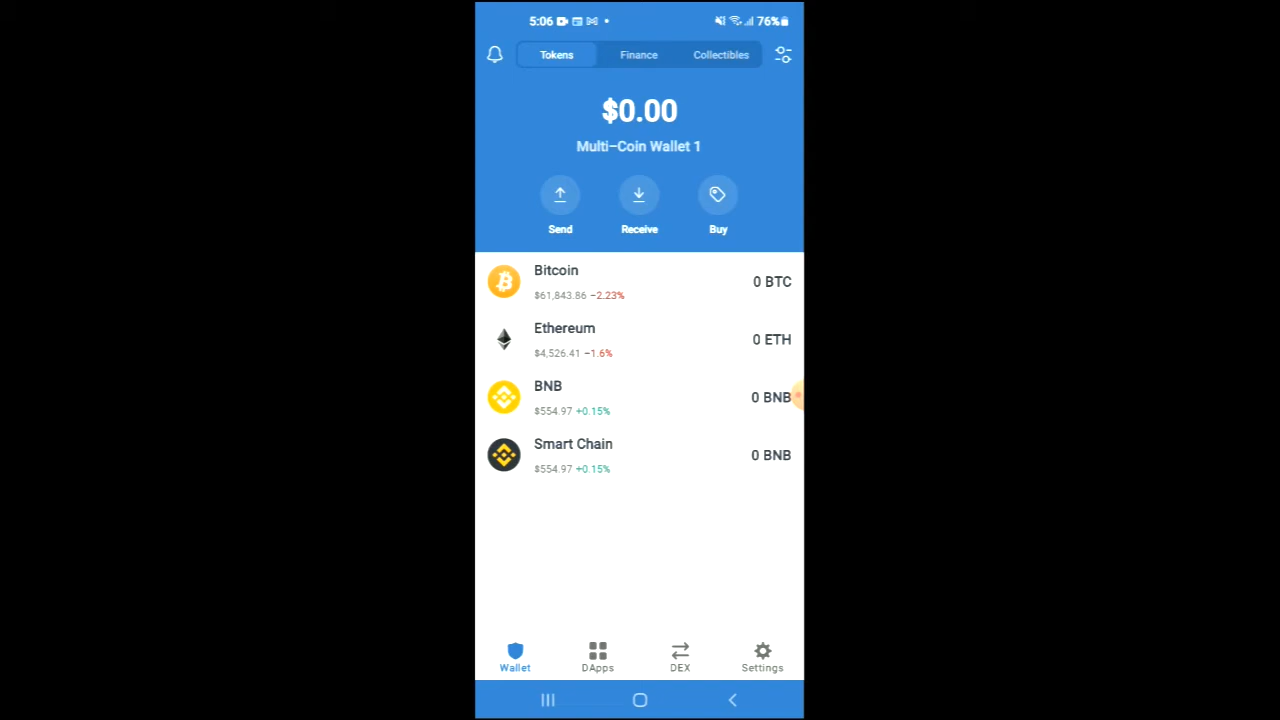 5:06 76%
Tokens Finance Collectibles
$0.00
Multi-Coin Wallet 1
Send Receive Buy
Bitcoin
$61,843.86 -2.23%
0 BTC
Ethereum
$4,526.41 -1.6%
0 ETH
BNB
$554.97 +0.15%
0 BNB
Smart Chain
$554.97 +0.15%
0 BNB
Wallet DApps DEX Settings